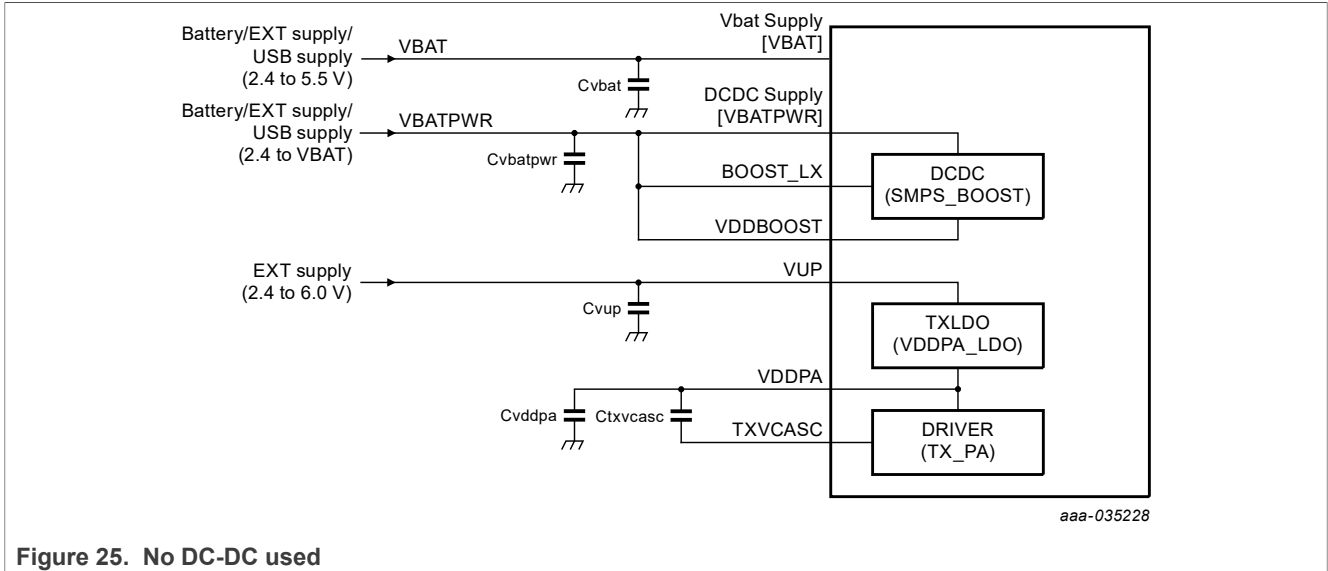 Battery/EXT supply/
USB supply
(2.4 to 5.5 V)
VBAT
Vbat Supply
[VBAT]
Cvbat
Battery/EXT supply/
USB supply
(2.4 to VBAT)
VBATPWR
DCDC Supply
[VBATPWR]
Cvbatpwr
BOOST_LX
DCDC
(SMPS_BOOST)
VDDBOOST
EXT supply
(2.4 to 6.0 V)
VUP
Cvup
TXLDO
(VDDPA_LDO)
VDDPA
Cvddpa
Ctxvcasc
TXVCASC
DRIVER
(TX_PA)
aaa-035228
Figure 25. No DC-DC used